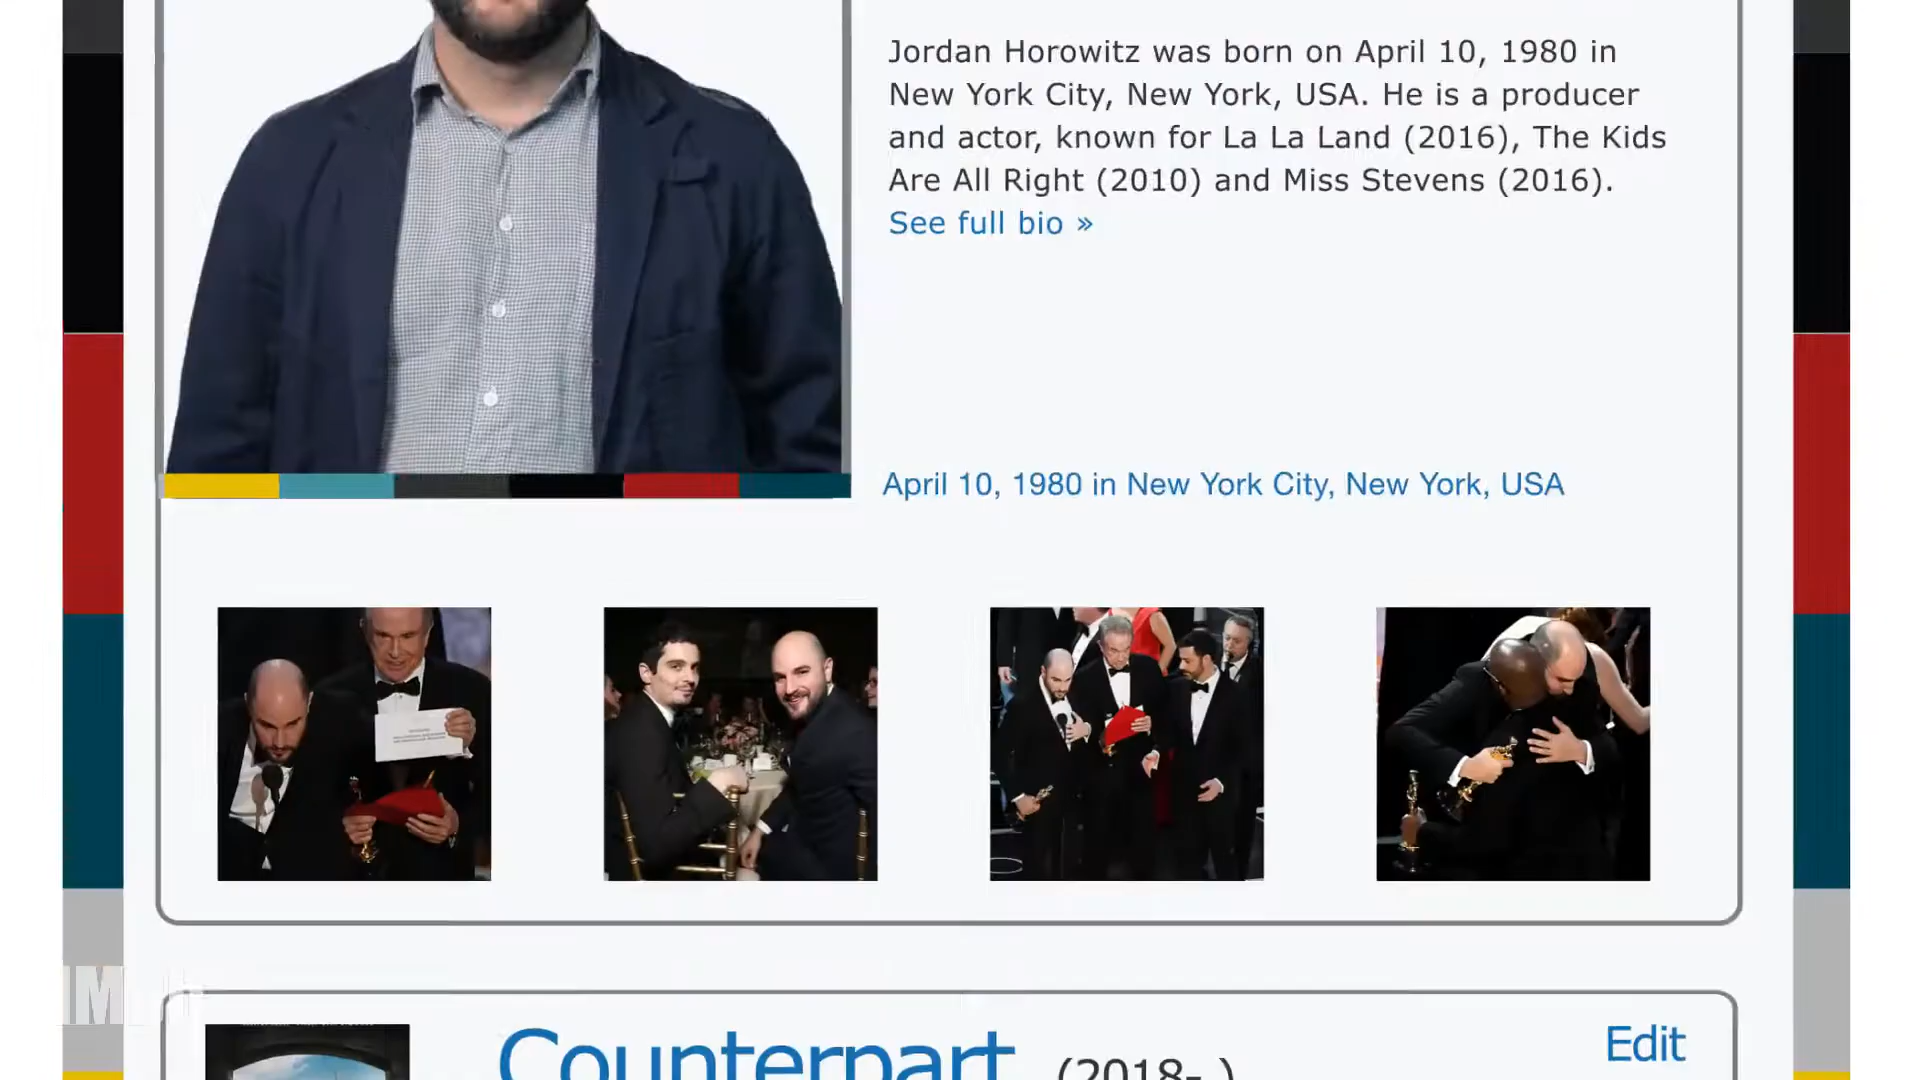 Jordan Horowitz was born on April 10, 1980 in
New York City, New York, USA. He is a producer
and actor, known for La La Land (2016), The Kids
Are All Right (2010) and Miss Stevens (2016).
See full bio »
April 10, 1980 in New York City, New York, USA
Edit
Counterpart (2018- )